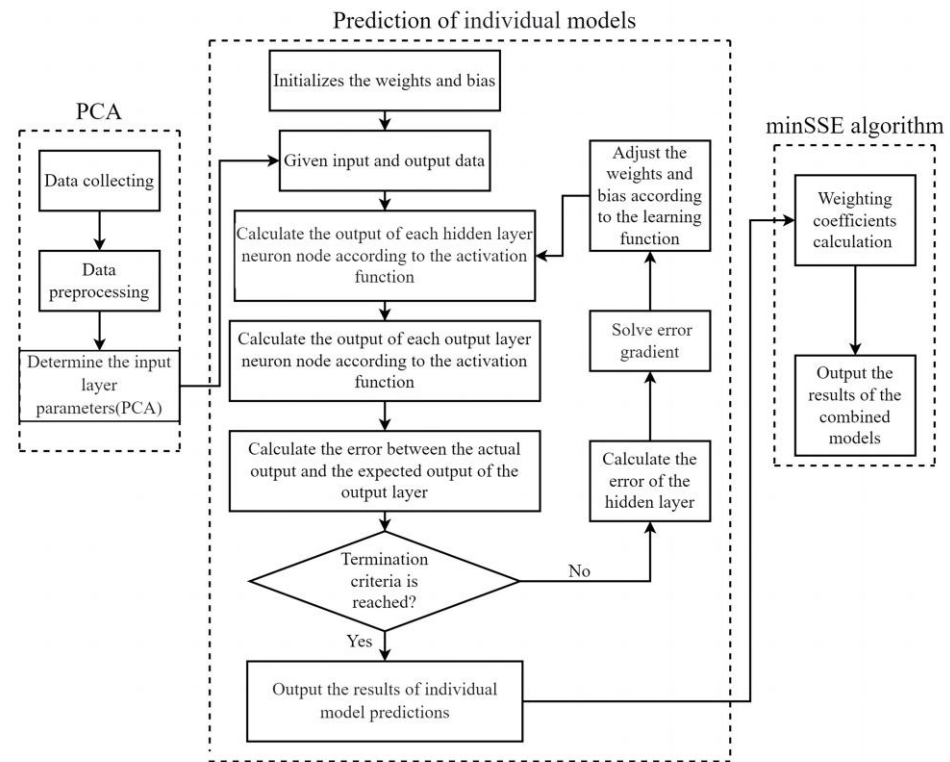 Prediction of individual models
PCA
Data collecting
Data
preprocessing
Determine the input
layer
parameters(PCA)
Initializes the weights and bias
Given input and output data
Calculate the output of each hidden layer
neuron node according to the activation
function
Calculate the output of each output layer
neuron node according to the activation
function
Calculate the error between the actual
output and the expected output of the
output layer
Termination
criteria is
reached?
No
Yes
Output the results of individual
model predictions
Adjust the
weights and
bias according
to the learning
function
Solve error
gradient
Calculate the
error of the
hidden layer
minSSE algorithm
Weighting
coefficients
calculation
Output the
results of the
combined
models